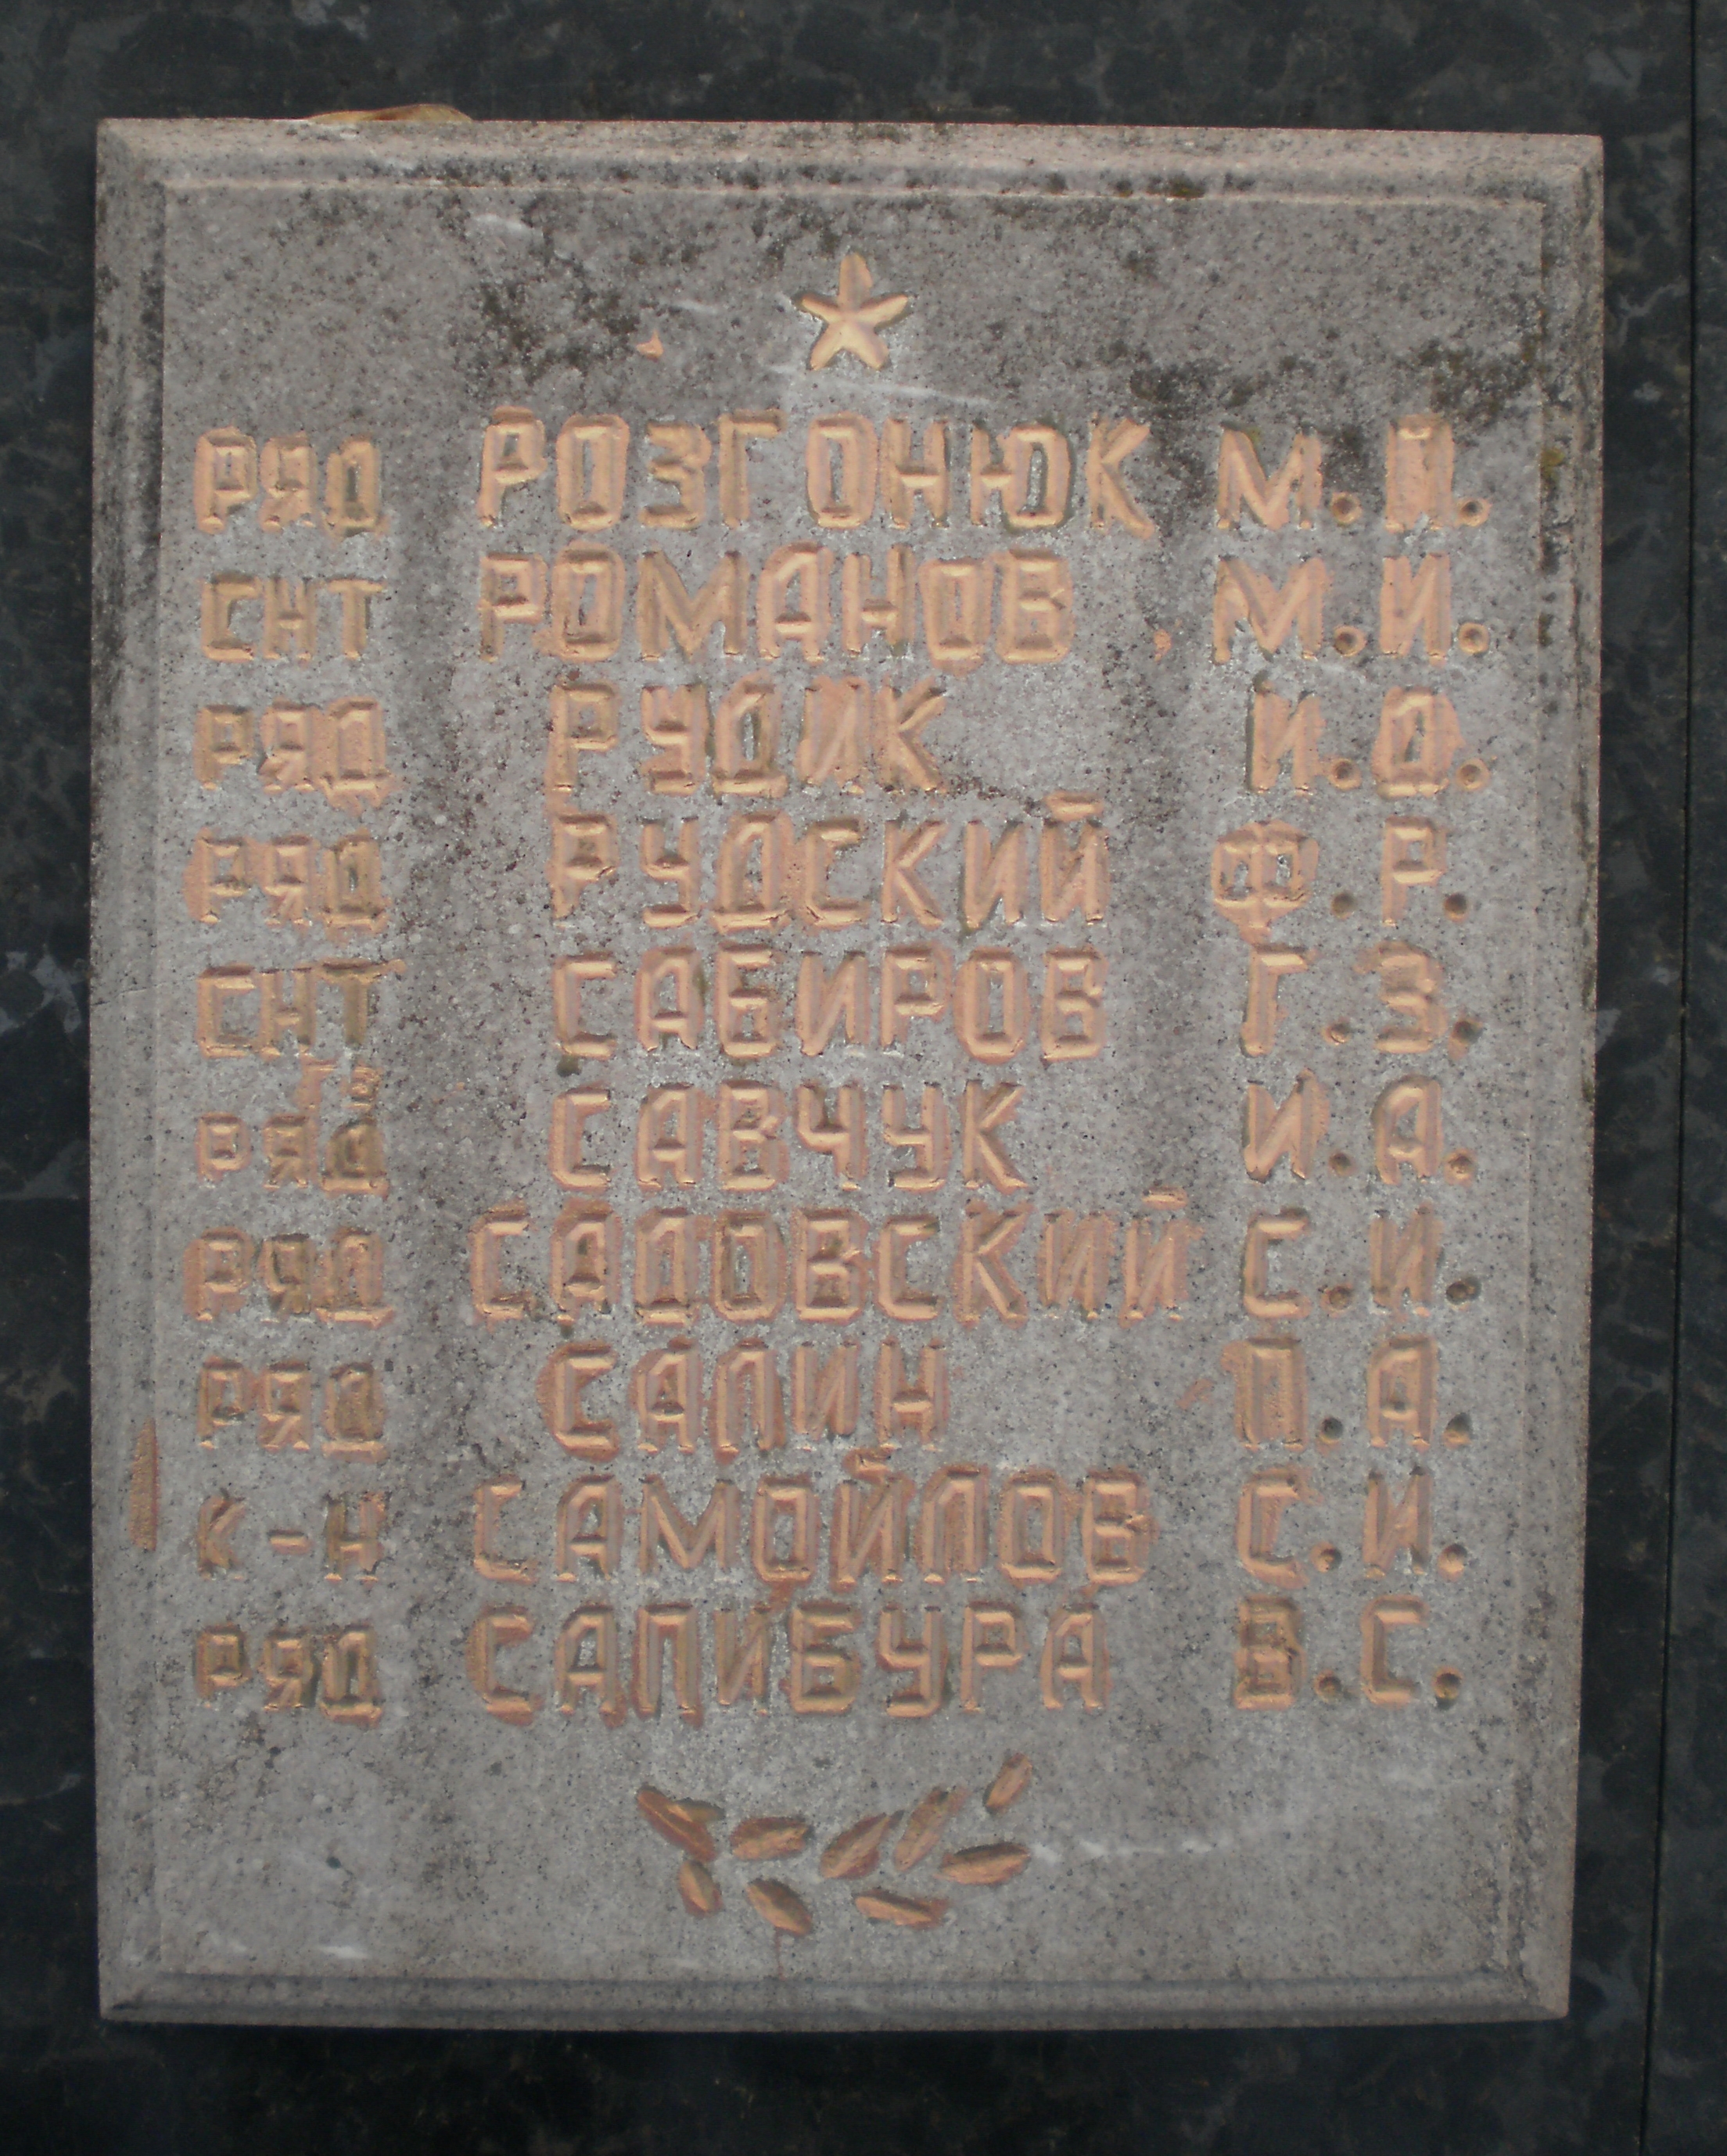 РЯД РОЗГОНЮК М.Й.
СНТ РОМАНОВ М.И.
РЯД РУДИК И.О.
РЯД РУДСКИЙ Ф.Р.
СНТ САБИРОВ Г.З.
РЯД САВЧУК И.А.
РЯД САДОВСКИЙ С.И.
РЯД САЛИН П.А.
К-Н САМОЙЛОВ С.И.
РЯД САПИБУРА В.С.